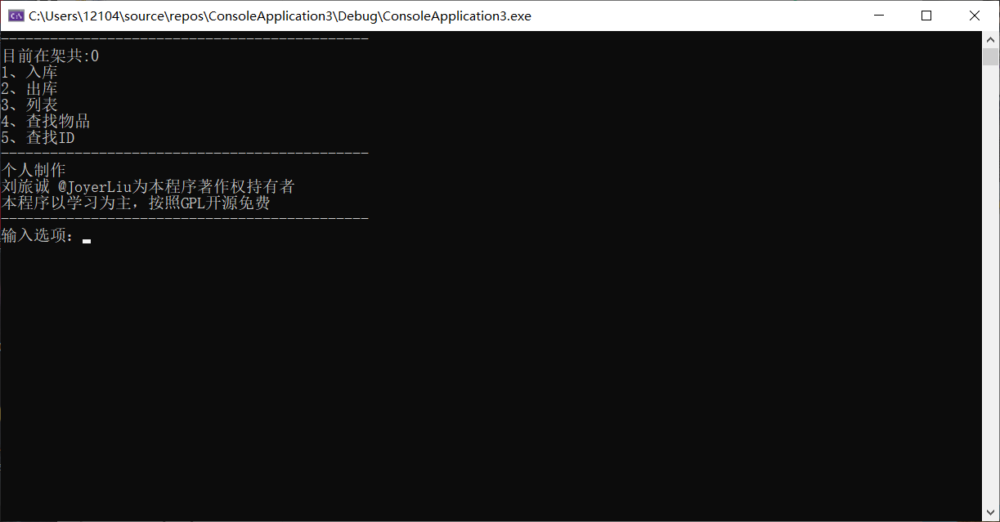 C:\Users\12104\source\repos\ConsoleApplication3\Debug\ConsoleApplication3.exe
---------------------------------------------
目前在架共:0
1、入库
2、出库
3、列表
4、查找物品
5、查找ID
---------------------------------------------
个人制作
刘旅诚 @JoyerLiu为本程序著作权持有者
本程序以学习为主，按照GPL开源免费
---------------------------------------------
输入选项：